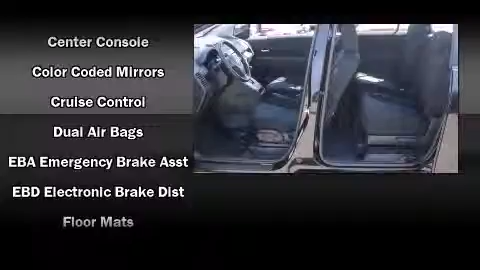 Center Console
Color Coded Mirrors
Cruise Control
Dual Air Bags
EBA Emergency Brake Asst
EBD Electronic Brake Dist
Floor Mats